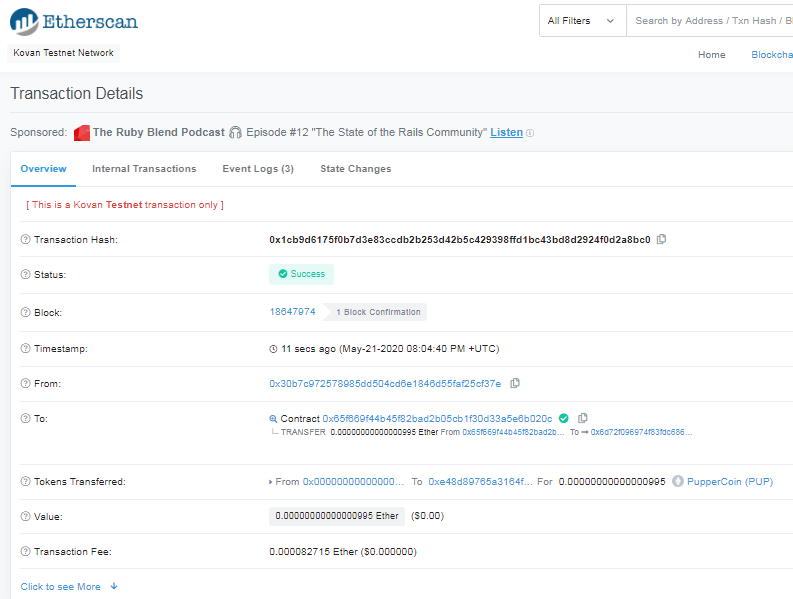 Etherscan
All Filters
Search by Address / Txn Hash / Bl
Kovan Testnet Network
Home Blockcha
Transaction Details
Sponsored: The Ruby Blend Podcast Episode #12 "The State of the Rails Community" Listen
Overview Internal Transactions Event Logs (3) State Changes
[ This is a Kovan Testnet transaction only ]
Transaction Hash: 0x1cb9d6175f0b7d3e83ccdb2b253d42b5c429398ffd1bc43bd8d2924f0d2a8bc0
Status: Success
Block: 18647974 1 Block Confirmation
Timestamp: 11 secs ago (May-21-2020 08:04:40 PM +UTC)
From: 0x30b7c972578985dd504cd6e1846d55faf25cf37e
To: Contract 0x65f669f44b45f82bad2b05cb1f30d33a5e6b020c
TRANSFER 0.00000000000000995 Ether From 0x65f669f44b45f82bad2b... To → 0x6d72f096974f83fdc686...
Tokens Transferred: From 0x00000000000000... To 0xe48d89765a3164f... For 0.00000000000000995 PupperCoin (PUP)
Value: 0.00000000000000995 Ether ($0.00)
Transaction Fee: 0.000082715 Ether ($0.000000)
Click to see More